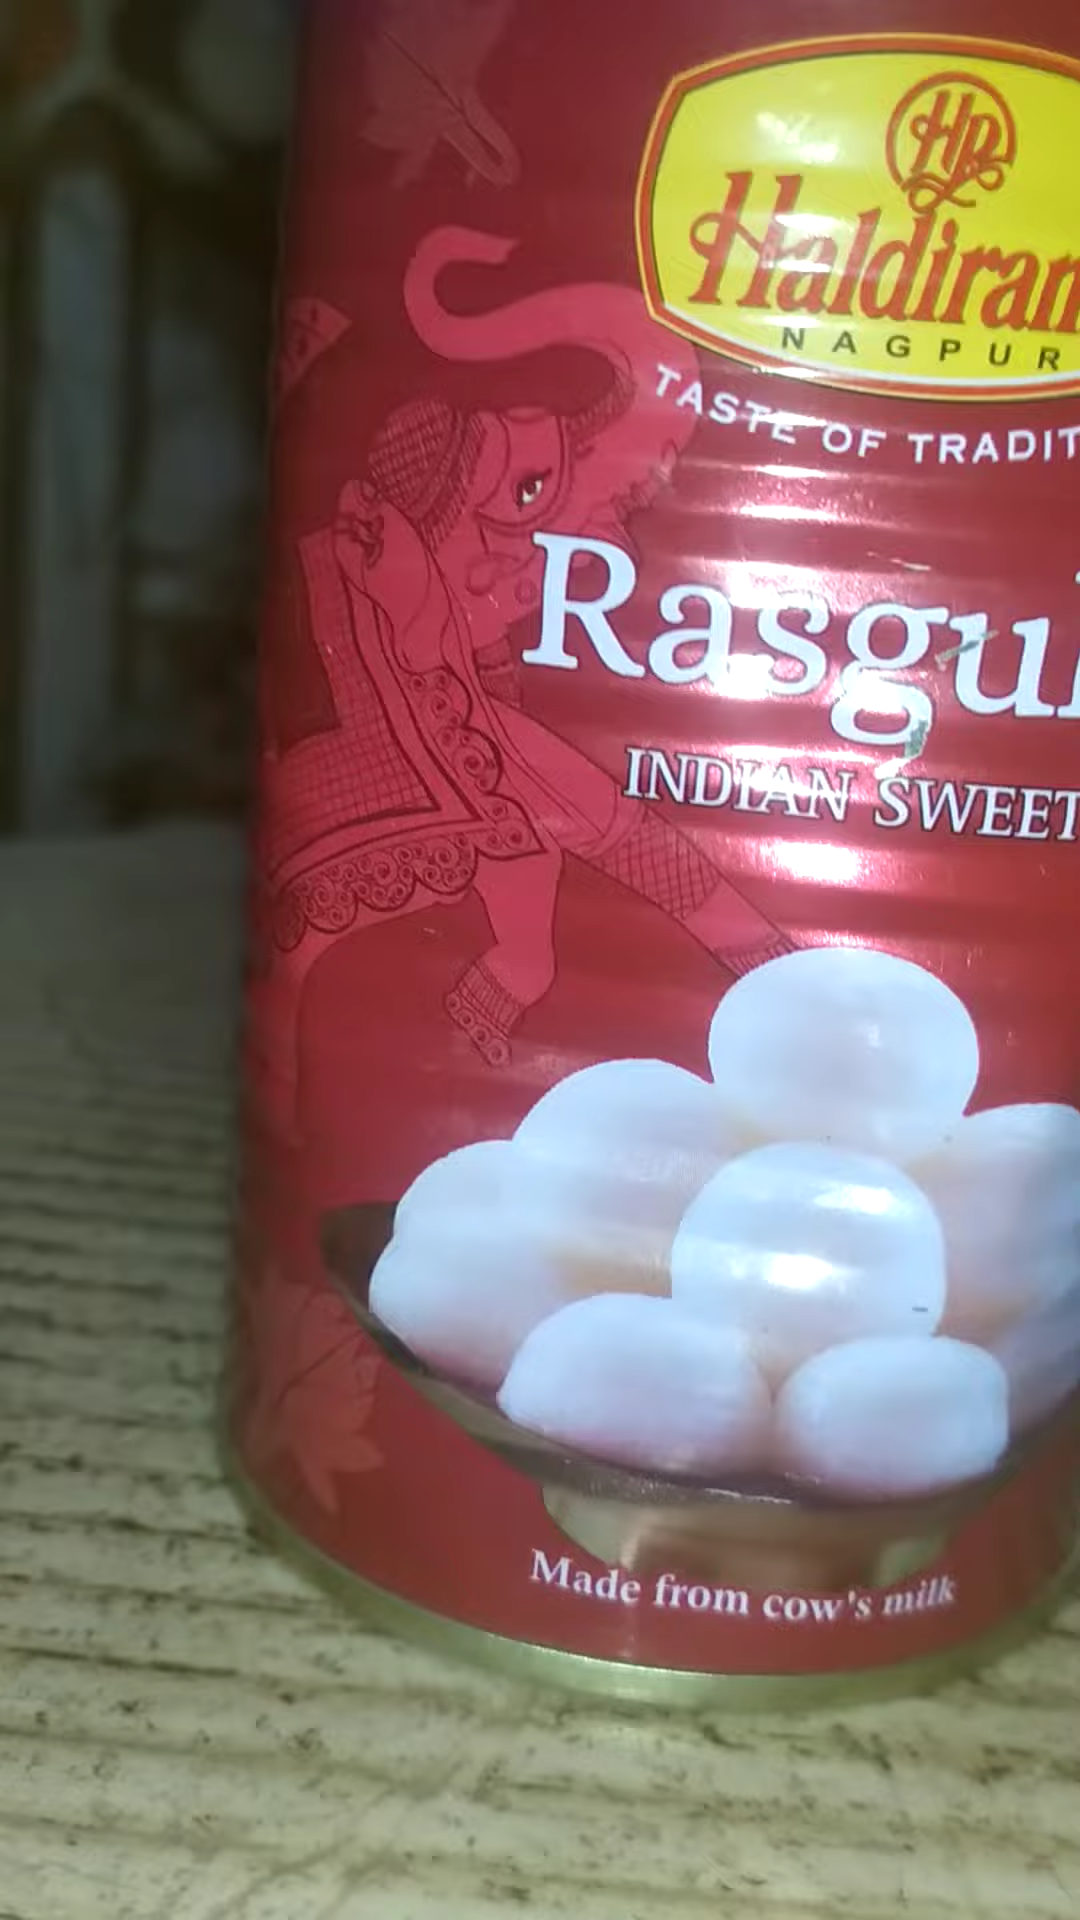 HR
Haldiram
NAGPUR
TASTE OF TRADIT
Rasgul
INDIAN SWEET
Made from cow's milk